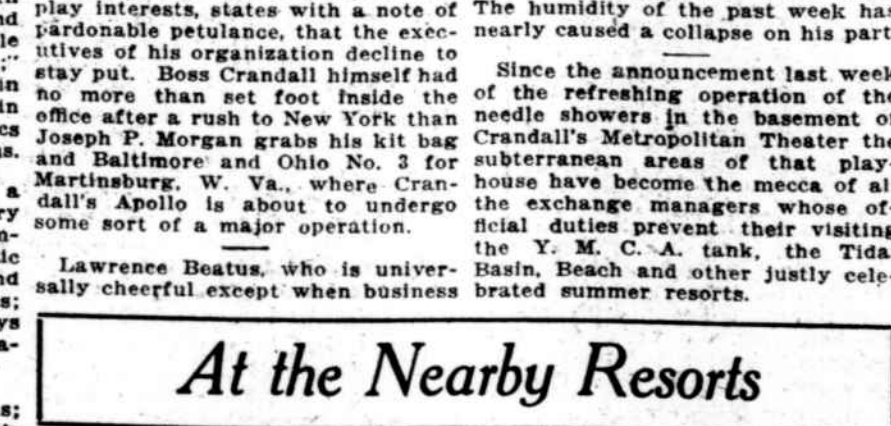 play interests, states with a note of
pardonable petulance, that the exec-
utives of his organization decline to
stay put. Boss Crandall himself had
no more than set foot inside the
office after a rush to New York than
Joseph P. Morgan grabs his kit bag
and Baltimore and Ohio No. 3 for
Martinsburg, W. Va., where Cran-
dall's Apollo is about to undergo
some sort of a major operation.
Lawrence Beatus, who is univer-
sally cheerful except when business
The humidity of the past week has
nearly caused a collapse on his part
Since the announcement last week
of the refreshing operation of the
needle showers in the basement of
Crandall's Metropolitan Theater the
subterranean areas of that play-
house have become the mecca of al
the exchange managers whose of-
ficial duties prevent their visiting
the Y. M. C. A. tank, the Tida
Basin, Beach and other justly cele-
brated summer resorts.
At the Nearby Resorts